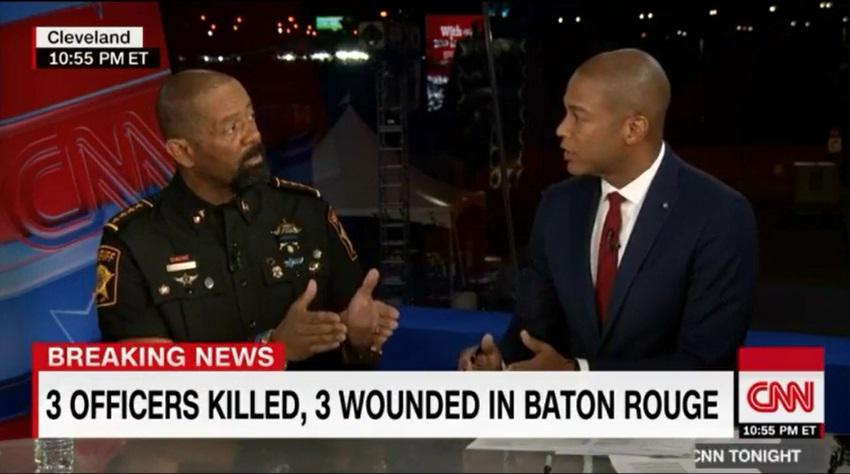 Cleveland
10:55 PM ET
CNN
BREAKING NEWS
3 OFFICERS KILLED, 3 WOUNDED IN BATON ROUGE
CNN
10:55 PM ET
CNN TONIGHT